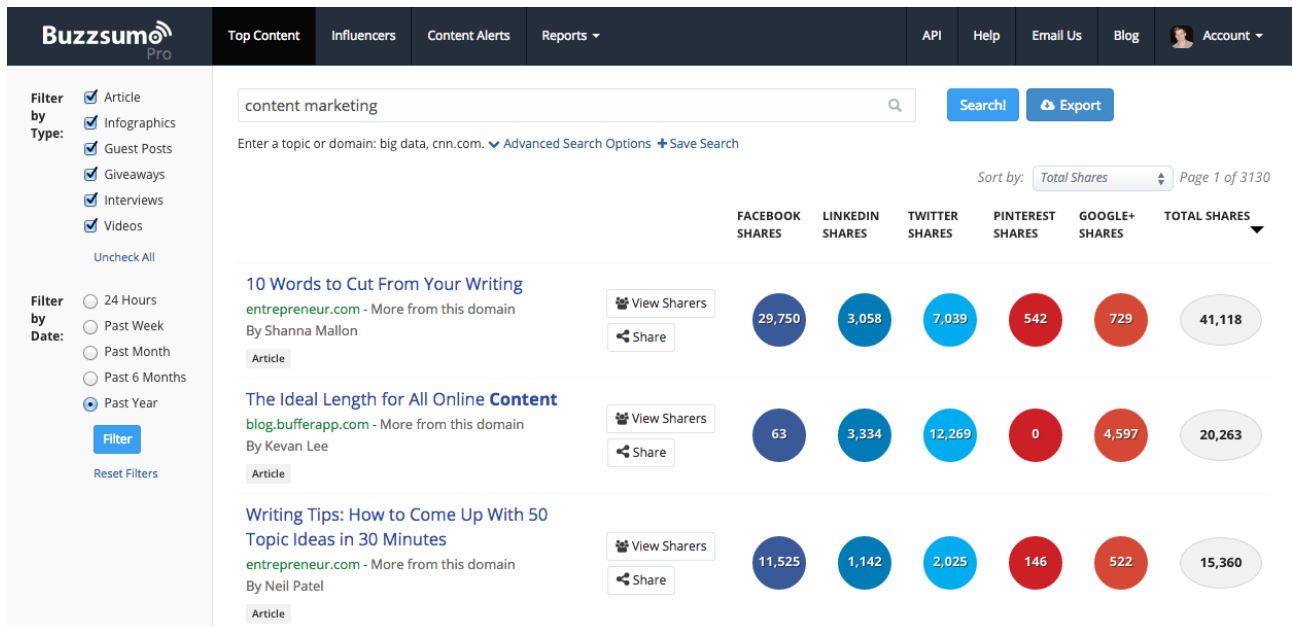 Buzzsumo
Pro
Top Content
Influencers
Content Alerts
Reports
API
Help
Email Us
Blog
Account
Filter by Type:
Article
Infographics
Guest Posts
Giveaways
Interviews
Videos
Uncheck All
Filter by Date:
24 Hours
Past Week
Past Month
Past 6 Months
Past Year
Filter
Reset Filters
content marketing
Search!
Export
Enter a topic or domain: big data, cnn.com. Advanced Search Options + Save Search
Sort by: Total Shares Page 1 of 3130
FACEBOOK SHARES
LINKEDIN SHARES
TWITTER SHARES
PINTEREST SHARES
GOOGLE+ SHARES
TOTAL SHARES
10 Words to Cut From Your Writing
entrepreneur.com - More from this domain
By Shanna Mallon
Article
View Sharers
Share
29,750
3,058
7,039
542
729
41,118
The Ideal Length for All Online Content
blog.bufferapp.com - More from this domain
By Kevan Lee
Article
View Sharers
Share
63
3,334
12,269
0
4,597
20,263
Writing Tips: How to Come Up With 50
Topic Ideas in 30 Minutes
entrepreneur.com - More from this domain
By Neil Patel
Article
View Sharers
Share
11,525
1,142
2,025
146
522
15,360